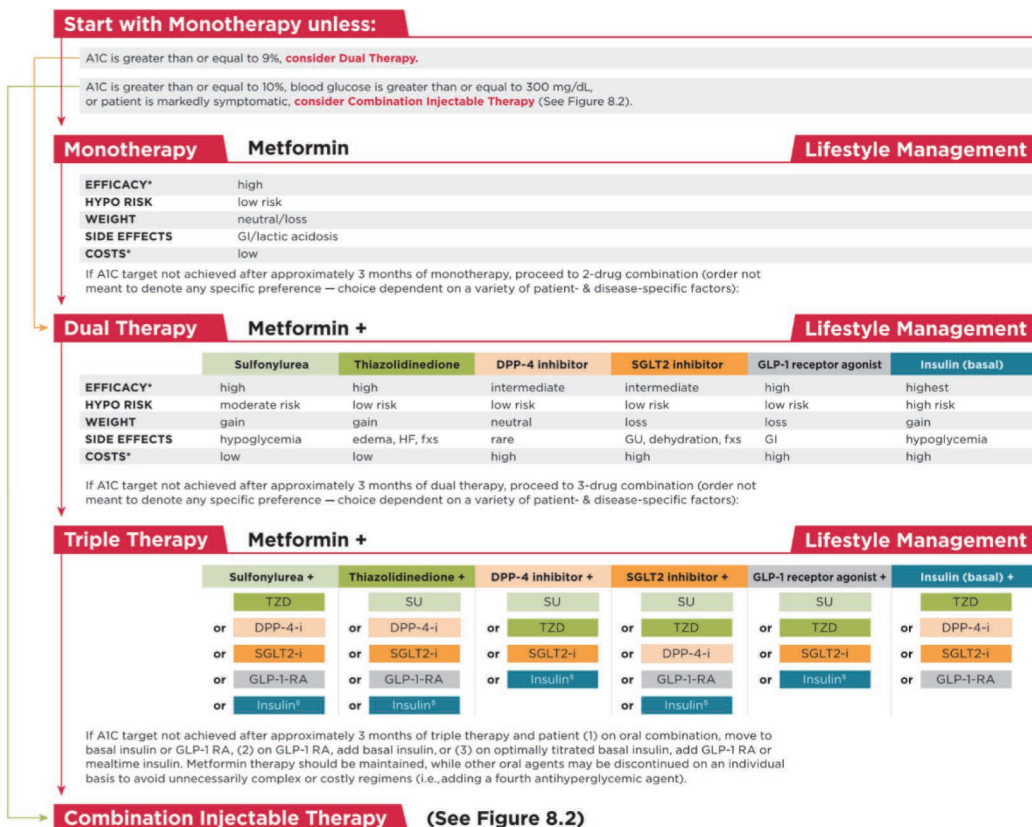 Start with Monotherapy unless:
A1C is greater than or equal to 9%, consider Dual Therapy.
A1C is greater than or equal to 10%, blood glucose is greater than or equal to 300 mg/dL,
or patient is markedly symptomatic, consider Combination Injectable Therapy (See Figure 8.2).
Monotherapy Metformin Lifestyle Management
EFFICACY* high
HYPO RISK low risk
WEIGHT neutral/loss
SIDE EFFECTS GI/lactic acidosis
COSTS* low
If A1C target not achieved after approximately 3 months of monotherapy, proceed to 2-drug combination (order not
meant to denote any specific preference — choice dependent on a variety of patient- & disease-specific factors):
Dual Therapy Metformin + Lifestyle Management
Sulfonylurea Thiazolidinedione DPP-4 inhibitor SGLT2 inhibitor GLP-1 receptor agonist Insulin (basal)
EFFICACY* high high intermediate intermediate high highest
HYPO RISK moderate risk low risk low risk low risk low risk high risk
WEIGHT gain gain neutral loss loss gain
SIDE EFFECTS hypoglycemia edema, HF, fxs rare GU, dehydration, fxs GI hypoglycemia
COSTS* low low high high high high
If A1C target not achieved after approximately 3 months of dual therapy, proceed to 3-drug combination (order not
meant to denote any specific preference — choice dependent on a variety of patient- & disease-specific factors):
Triple Therapy Metformin + Lifestyle Management
Sulfonylurea + Thiazolidinedione + DPP-4 inhibitor + SGLT2 inhibitor + GLP-1 receptor agonist + Insulin (basal) +
TZD SU SU SU SU TZD
or DPP-4-i or DPP-4-i or TZD or TZD or TZD or DPP-4-i
or SGLT2-i or SGLT2-i or SGLT2-i or DPP-4-i or SGLT2-i or SGLT2-i
or GLP-1-RA or GLP-1-RA or Insulin§ or GLP-1-RA or Insulin§ or GLP-1-RA
or Insulin§ or Insulin§ or Insulin§
If A1C target not achieved after approximately 3 months of triple therapy and patient (1) on oral combination, move to
basal insulin or GLP-1 RA, (2) on GLP-1 RA, add basal insulin, or (3) on optimally titrated basal insulin, add GLP-1 RA or
mealtime insulin. Metformin therapy should be maintained, while other oral agents may be discontinued on an individual
basis to avoid unnecessarily complex or costly regimens (i.e., adding a fourth antihyperglycemic agent).
Combination Injectable Therapy (See Figure 8.2)